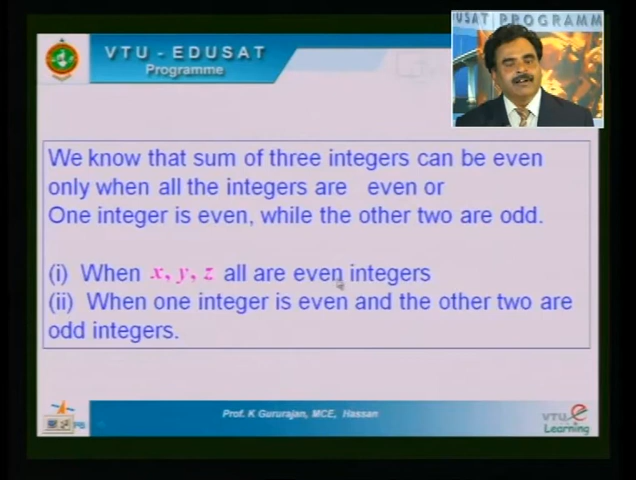 VTU - EDUSAT
Programme
DUSAT PROGRAMM
We know that sum of three integers can be even
only when all the integers are even or
One integer is even, while the other two are odd.
(i) When x, y, z all are even integers
(ii) When one integer is even and the other two are
odd integers.
Prof. K Gururajan, MCE, Hassan
VTU e
Learning